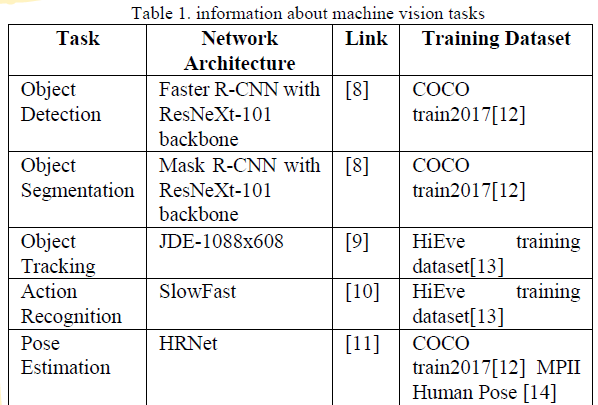 Table 1. information about machine vision tasks
Task Network Architecture Link Training Dataset
Object Detection Faster R-CNN with ResNeXt-101 backbone [8] COCO train2017[12]
Object Segmentation Mask R-CNN with ResNeXt-101 backbone [8] COCO train2017[12]
Object Tracking JDE-1088x608 [9] HiEve training dataset[13]
Action Recognition SlowFast [10] HiEve training dataset[13]
Pose Estimation HRNet [11] COCO train2017[12] MPII Human Pose [14]